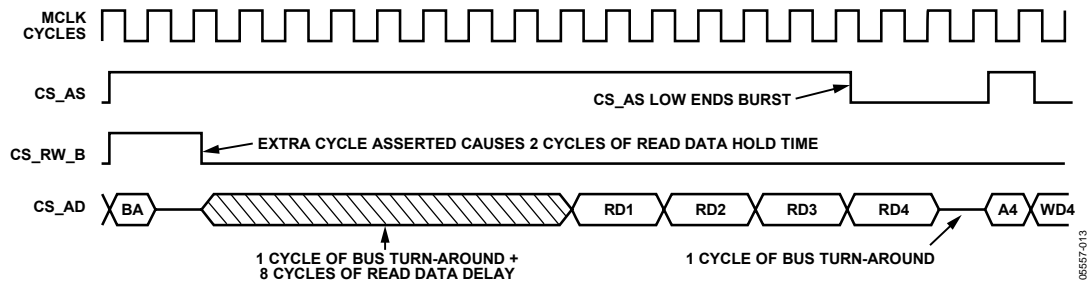 MCLK
CYCLES
CS_AS
CS_AS LOW ENDS BURST
CS_RW_B
EXTRA CYCLE ASSERTED CAUSES 2 CYCLES OF READ DATA HOLD TIME
CS_AD
BA
RD1
RD2
RD3
RD4
A4
WD4
1 CYCLE OF BUS TURN-AROUND +
8 CYCLES OF READ DATA DELAY
1 CYCLE OF BUS TURN-AROUND
05557-013